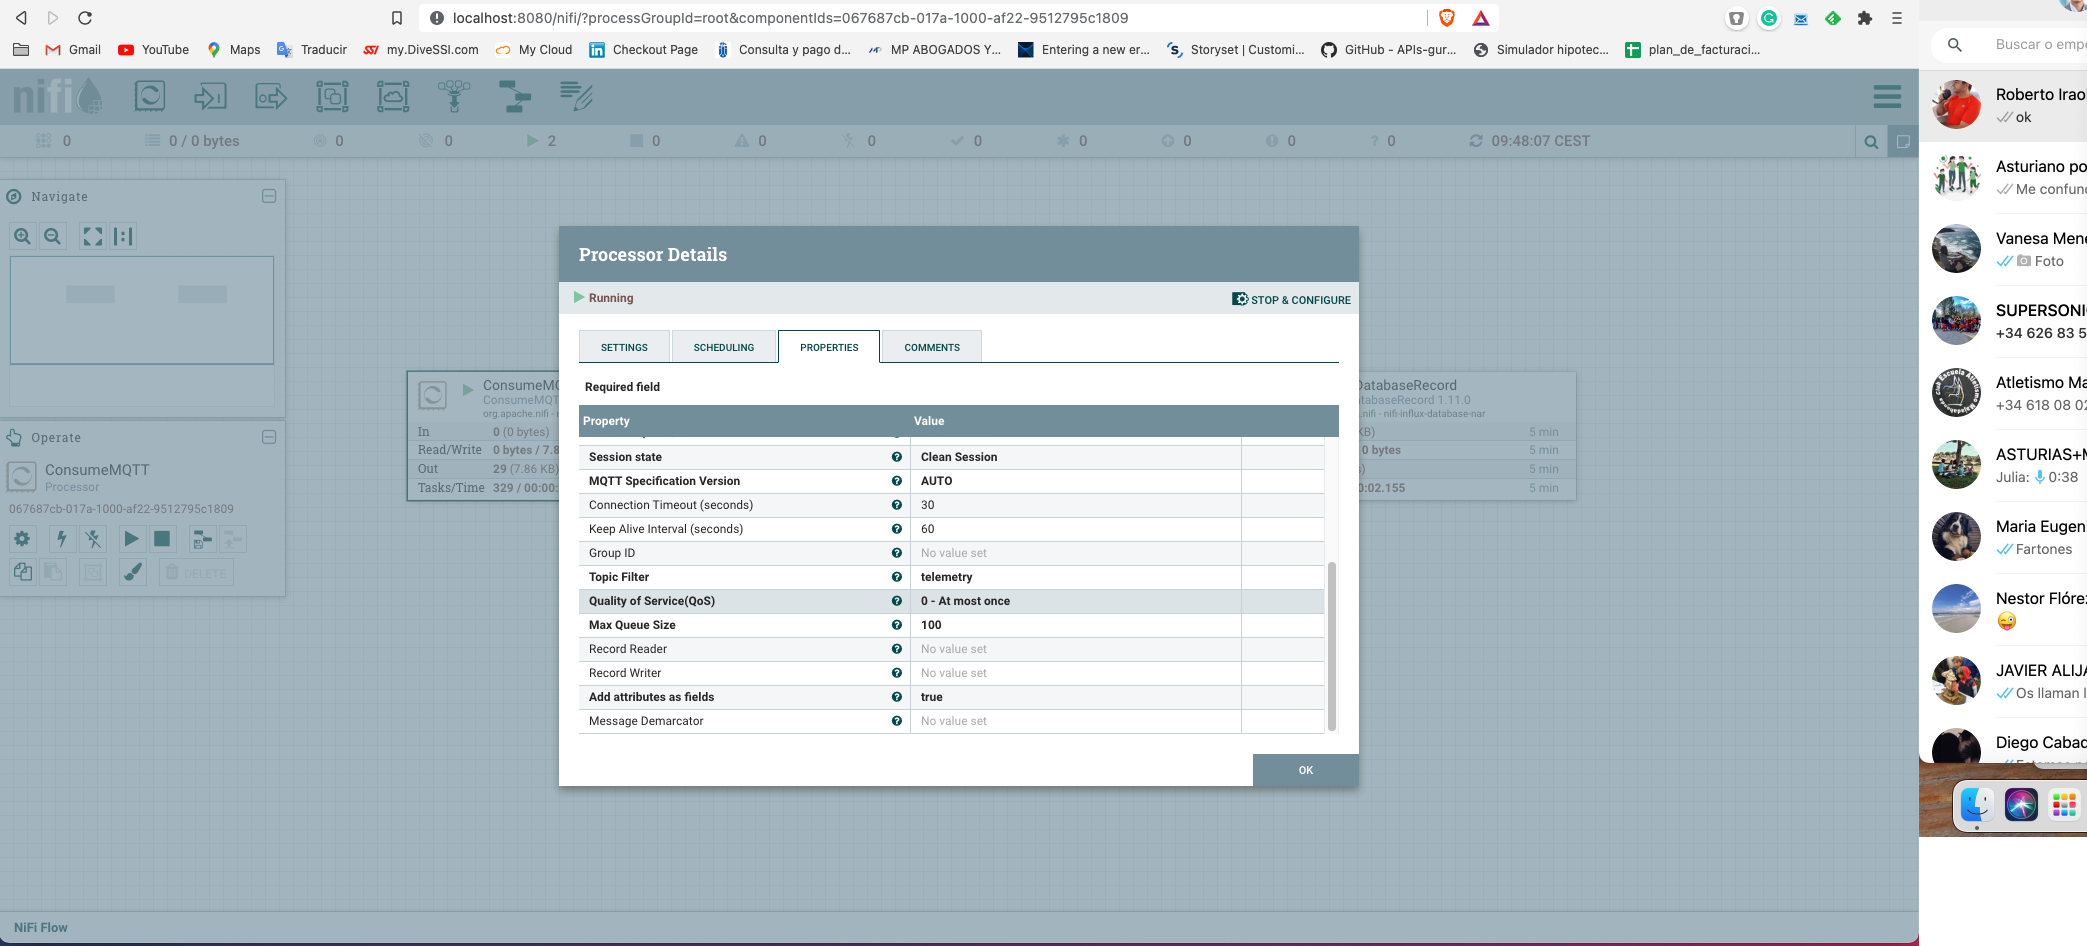 localhost:8080/nifi/?processGroupId=root&componentIds=067687cb-017a-1000-af22-9512795c1809
Gmail YouTube Maps Traducir my.DiveSSI.com My Cloud Checkout Page Consulta y pago d... MP ABOGADOS Y... Entering a new er... Storyset | Customi... GitHub - APIs-gur... Simulador hipotec... plan_de_facturaci...
nifi
0 0 / 0 bytes 0 0 2 0 0 0 0 0 0 0 ? 0 09:48:07 CEST
Navigate
Operate
ConsumeMQTT
Processor
067687cb-017a-1000-af22-9512795c1809
DELETE
ConsumeMQ
ConsumeMQT
org.apache.nifi -
In 0 (0 bytes)
Read/Write 0 bytes / 7.8
Out 29 (7.86 KB)
Tasks/Time 329 / 00:00:
DatabaseRecord
tabaseRecord 1.11.0
.nifi - nifi-influx-database-nar
KB) 5 min
0 bytes 5 min
5 min
0:02.155 5 min
Processor Details
Running
STOP & CONFIGURE
SETTINGS SCHEDULING PROPERTIES COMMENTS
Required field
Property Value
Session state ? Clean Session
MQTT Specification Version ? AUTO
Connection Timeout (seconds) ? 30
Keep Alive Interval (seconds) ? 60
Group ID ? No value set
Topic Filter ? telemetry
Quality of Service(QoS) ? 0 - At most once
Max Queue Size ? 100
Record Reader ? No value set
Record Writer ? No value set
Add attributes as fields ? true
Message Demarcator ? No value set
OK
NiFi Flow
Buscar o empe
Roberto Irao
ok
Asturiano po
Me confund
Vanesa Mene
Foto
SUPERSONI
+34 626 83 5
Atletismo Ma
+34 618 08 02
ASTURIAS+M
Julia: 0:38
Maria Eugen
Fartones
Nestor Flórez
JAVIER ALIJA
Os llaman l
Diego Cabad